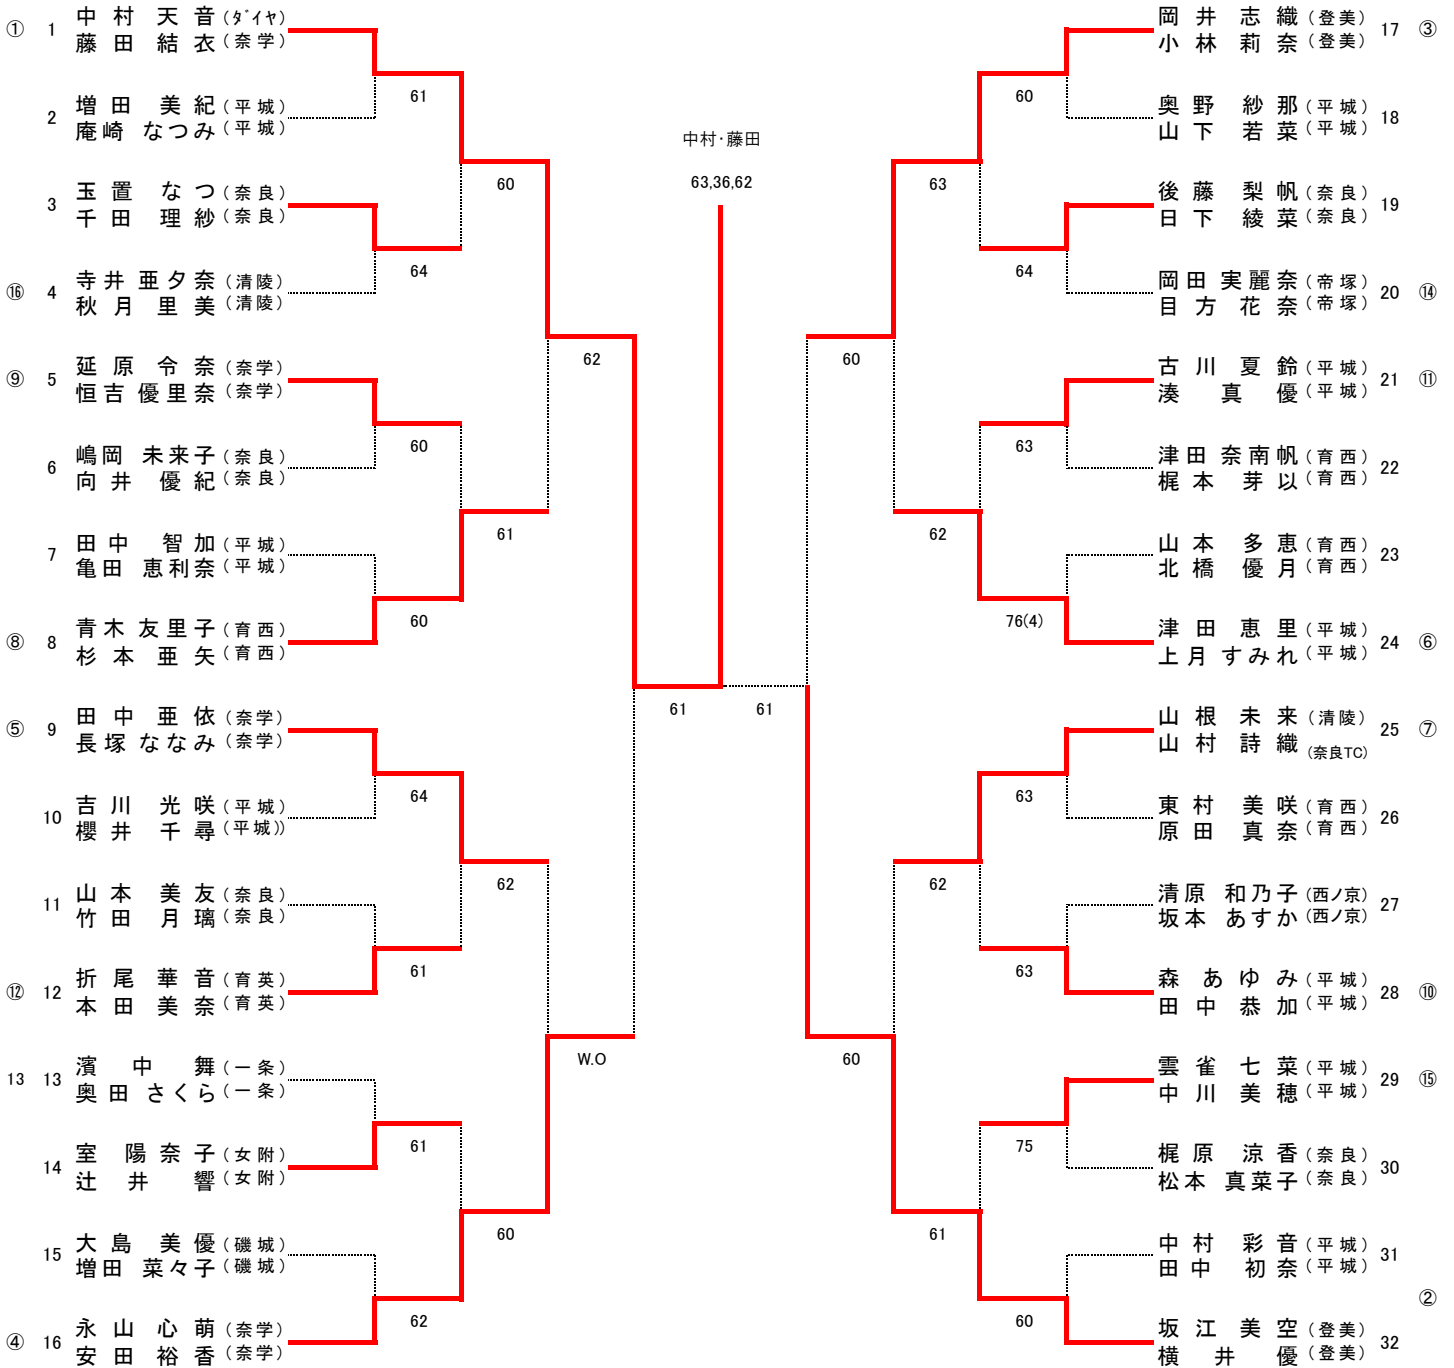 ① 1 中村 天音 (ダイヤ)
藤田 結衣 (奈学)
2 増田 美紀 (平城)
庵崎 なつみ (平城)
61
3 玉置 なつ (奈良)
千田 理紗 (奈良)
60
⑯ 4 寺井 亜夕奈 (清陵)
秋月 里美 (清陵)
64
⑨ 5 延原 令奈 (奈学)
恒吉 優里奈 (奈学)
62
6 嶋岡 未来子 (奈良)
向井 優紀 (奈良)
60
7 田中 智加 (平城)
亀田 恵利奈 (平城)
61
⑧ 8 青木 友里子 (育西)
杉本 亜矢 (育西)
60
⑤ 9 田中 亜依 (奈学)
長塚 ななみ (奈学)
61
10 吉川 光咲 (平城)
櫻井 千尋 (平城))
64
11 山本 美友 (奈良)
竹田 月璃 (奈良)
62
⑫ 12 折尾 華音 (育英)
本田 美奈 (育英)
61
13 13 濱中 舞 (一条)
奥田 さくら (一条)
W.O
14 室 陽奈子 (女附)
辻井 響 (女附)
61
15 大島 美優 (磯城)
増田 菜々子 (磯城)
60
④ 16 永山 心萌 (奈学)
安田 裕香 (奈学)
62
中村・藤田
63,36,62
岡井 志織 (登美) 17 ③
小林 莉奈 (登美)
60
奥野 紗那 (平城) 18
山下 若菜 (平城)
63
後藤 梨帆 (奈良) 19
日下 綾菜 (奈良)
64
岡田 実麗奈 (帝塚) 20 ⑭
目方 花奈 (帝塚)
60
古川 夏鈴 (平城) 21 ⑪
湊 真優 (平城)
63
津田 奈南帆 (育西) 22
梶本 芽以 (育西)
62
山本 多恵 (育西) 23
北橋 優月 (育西)
76(4)
津田 恵里 (平城) 24 ⑥
上月 すみれ (平城)
61
山根 未来 (清陵) 25 ⑦
山村 詩織 (奈良TC)
63
東村 美咲 (育西) 26
原田 真奈 (育西)
62
清原 和乃子 (西ノ京) 27
坂本 あすか (西ノ京)
63
森 あゆみ (平城) 28 ⑩
田中 恭加 (平城)
60
雲雀 七菜 (平城) 29 ⑮
中川 美穂 (平城)
75
梶原 涼香 (奈良) 30
松本 真菜子 (奈良)
61
中村 彩音 (平城) 31
田中 初奈 (平城)
②
60
坂江 美空 (登美) 32
横井 優 (登美)